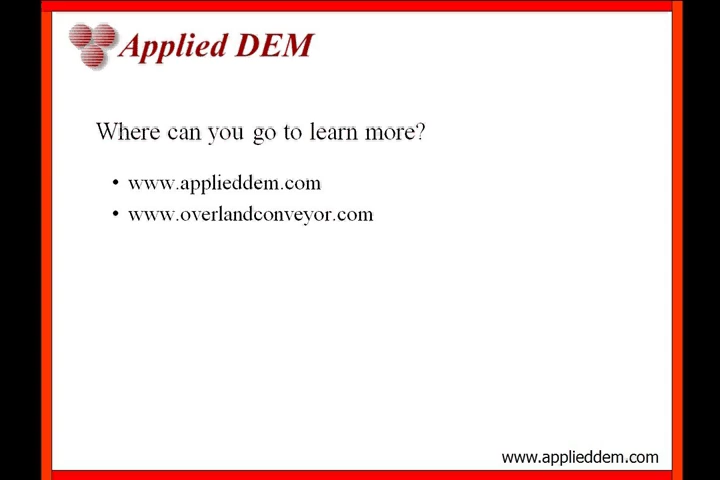 Applied DEM
Where can you go to learn more?
• www.applieddem.com
• www.overlandconveyor.com
www.applieddem.com